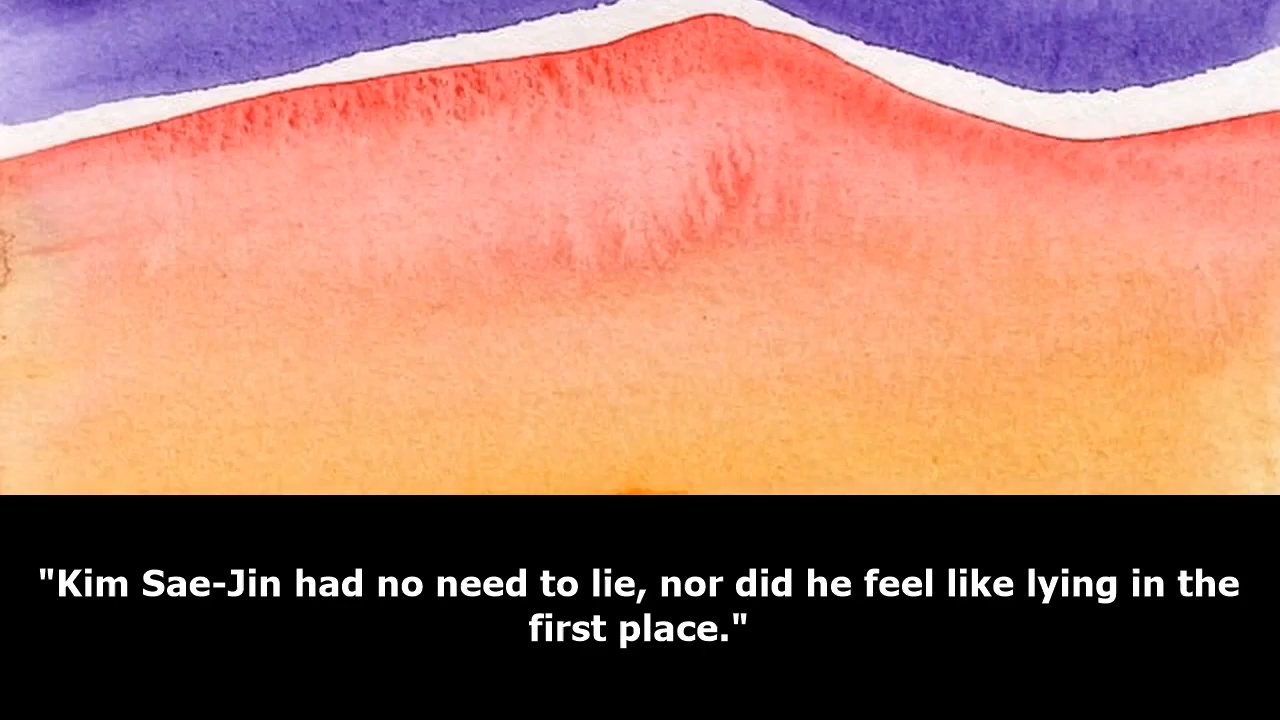 "Kim Sae-Jin had no need to lie, nor did he feel like lying in the
first place."